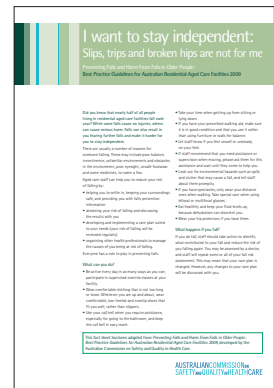 I want to stay independent:
Slips, trips and broken hips are not for me
Preventing Falls and Harm From Falls in Older People
Best Practice Guidelines for Australian Residential Aged Care Facilities 2009
Did you know that nearly half of all people
living in residential aged care facilities fall each
year? While some falls cause no injuries, others
can cause serious harm. Falls can also result in
you fearing further falls and make it harder for
you to stay independent.
There are usually a number of reasons for
someone falling. These may include poor balance,
incontinence, unfamiliar environments and obstacles
in the environment, poor eyesight, unsafe footwear
and some medicines, to name a few.
Aged care staff can help you to reduce your risk
of falling by:
• helping you to settle in, keeping your surroundings
safe, and providing you with falls prevention
information
• assessing your risk of falling and discussing
the results with you
• developing and implementing a care plan suited
to your needs (your risk of falling will be
reviewed regularly)
• organising other health professionals to manage
the causes of you being at risk of falling.
Everyone has a role to play in preventing falls.
What can you do?
• Be active every day in as many ways as you can;
participate in supervised exercise classes at your
facility.
• Wear comfortable clothing that is not too long
or loose. Whenever you are up and about, wear
comfortable, low-heeled and nonslip shoes that
fit you well, rather than slippers.
• Use your call bell when you require assistance,
especially for going to the bathroom, and keep
the call bell in easy reach.
• Take your time when getting up from sitting or
lying down.
• If you have your prescribed walking aid, make sure
it is in good condition and that you use it rather
than using furniture or walls for balance.
• Let staff know if you feel unwell or unsteady
on your feet.
• If staff recommend that you need assistance or
supervision when moving, please ask them for this
assistance and wait until they come to help you.
• Look out for environmental hazards such as spills
and clutter that may cause a fall, and tell staff
about them promptly.
• If you have spectacles, only wear your distance
ones when walking. Take special care when using
bifocal or multifocal glasses.
• Eat healthily and keep your fluid levels up,
because dehydration can disorient you.
• Wear your hip protectors if you have them.
What happens if you fall?
If you do fall, staff should take action to identify
what contributed to your fall and reduce the risk of
you falling again. You may be assessed by a doctor,
and staff will repeat some or all of your fall risk
assessment. This may mean that your care plan is
changed. However, any changes to your care plan
will be discussed with you.
This fact sheet has been adapted from Preventing Falls and Harm From Falls in Older People:
Best Practice Guidelines for Australian Residential Aged Care Facilities 2009, developed by the
Australian Commission on Safety and Quality in Health Care.
AUSTRALIANCOMMISSIONON
SAFETYANDQUALITYINHEALTHCARE